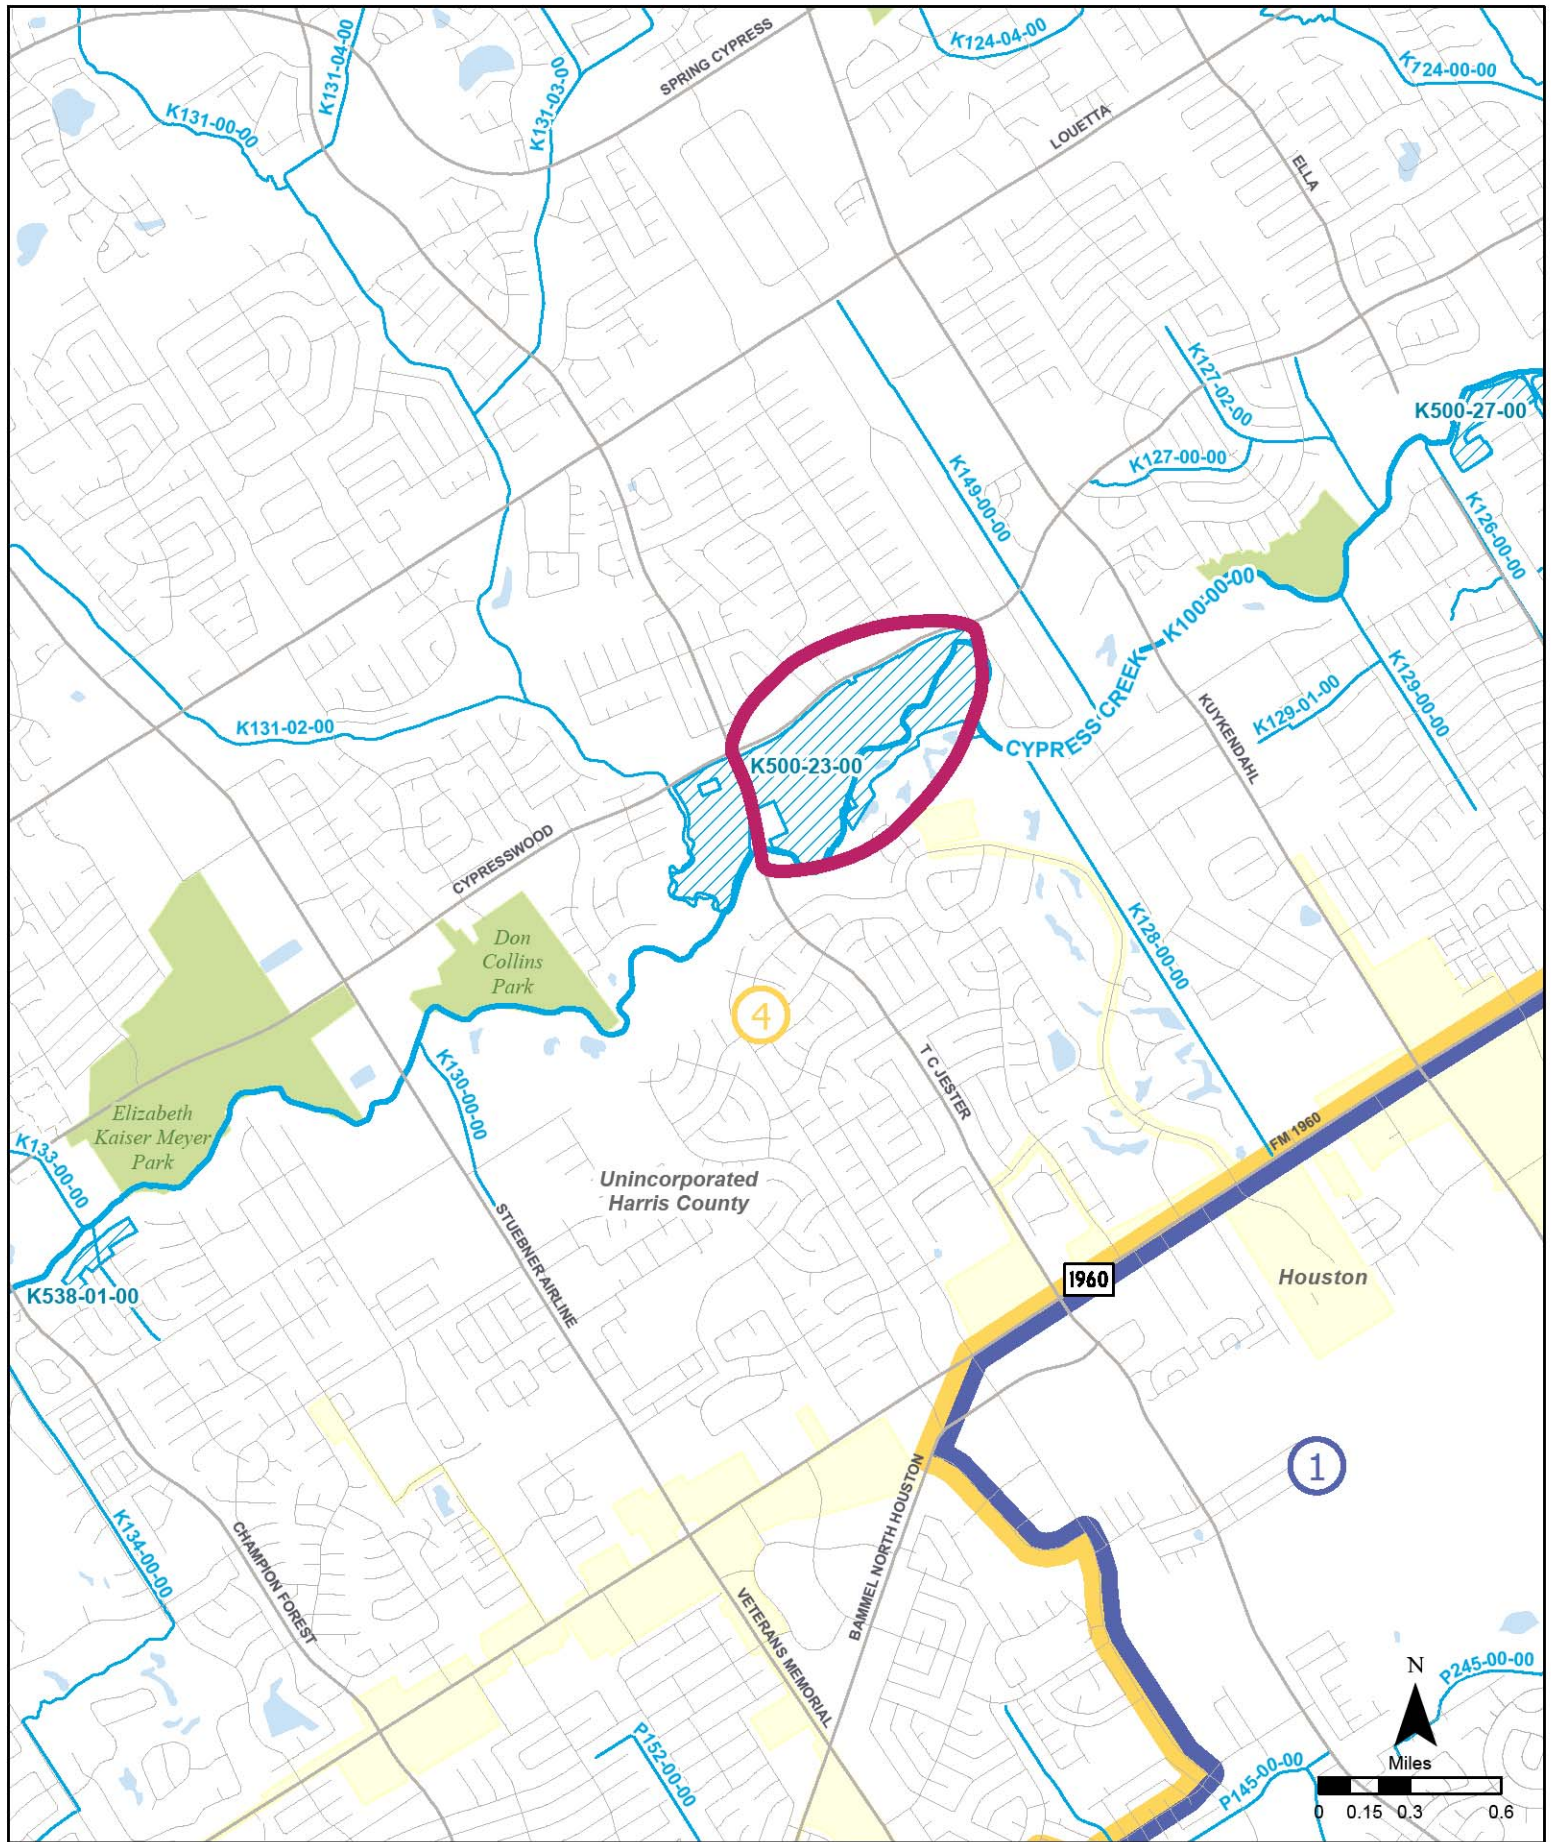 K131-04-00
K131-00-00
K131-03-00
SPRING CYPRESS
K124-04-00
K124-00-00
LOUETTA
ELLA
K127-02-00
K500-27-00
K127-00-00
K149-00-00
K126-00-00
K100-00-00
CYPRESS CREEK
K129-01-00
K129-00-00
KUYKENDAHL
K131-02-00
K500-23-00
CYPRESSWOOD
Don
Collins
Park
K128-00-00
4
T C JESTER
K130-00-00
Elizabeth
Kaiser Meyer
Park
K133-00-00
FM 1960
Unincorporated
Harris County
STUEBNER AIRLINE
K538-01-00
1960
Houston
1
BAMMEL NORTH HOUSTON
K134-00-00
CHAMPION FOREST
VETERANS MEMORIAL
P152-00-00
P245-00-00
P145-00-00
N
Miles
0 0.15 0.3 0.6